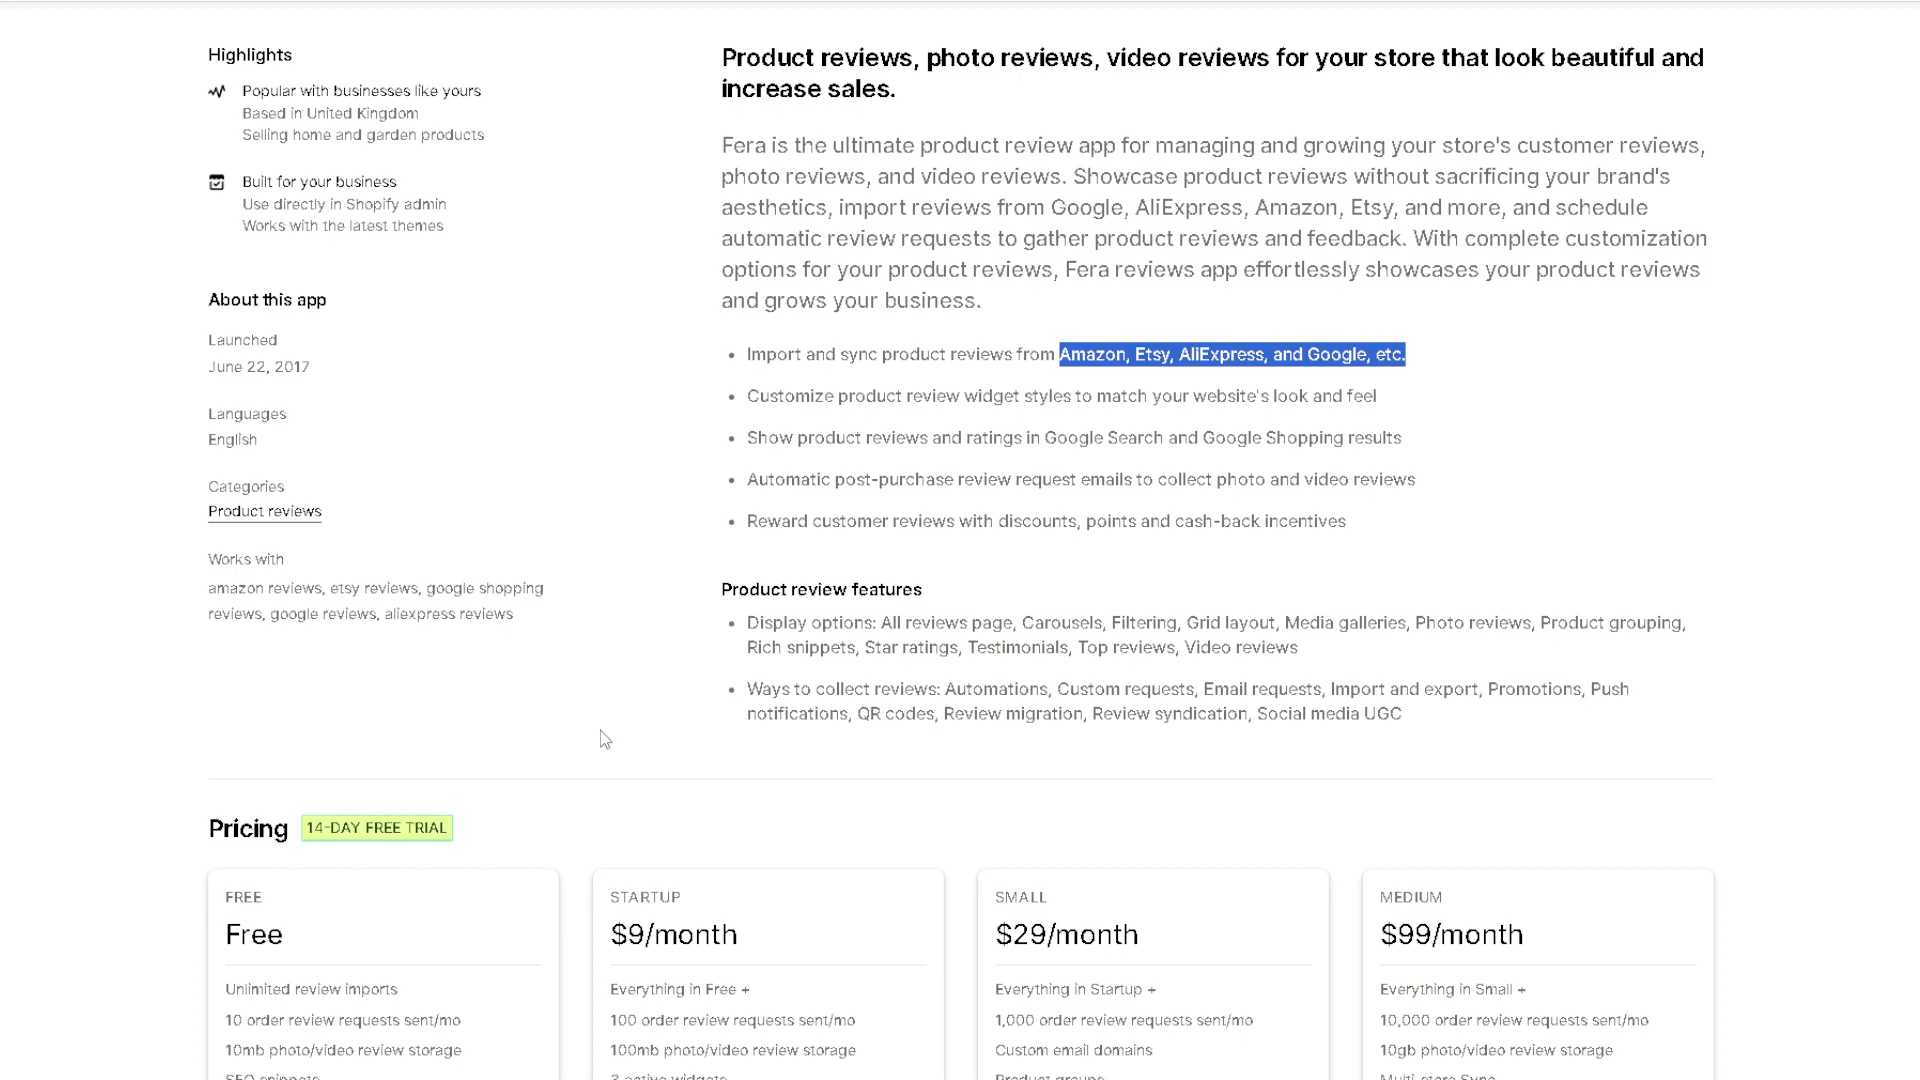 Highlights
Popular with businesses like yours
Based in United Kingdom
Selling home and garden products
Built for your business
Use directly in Shopify admin
Works with the latest themes
About this app
Launched
June 22, 2017
Languages
English
Categories
Product reviews
Works with
amazon reviews, etsy reviews, google shopping
reviews, google reviews, aliexpress reviews
Product reviews, photo reviews, video reviews for your store that look beautiful and
increase sales.
Fera is the ultimate product review app for managing and growing your store's customer reviews,
photo reviews, and video reviews. Showcase product reviews without sacrificing your brand's
aesthetics, import reviews from Google, AliExpress, Amazon, Etsy, and more, and schedule
automatic review requests to gather product reviews and feedback. With complete customization
options for your product reviews, Fera reviews app effortlessly showcases your product reviews
and grows your business.
• Import and sync product reviews from Amazon, Etsy, AliExpress, and Google, etc.
• Customize product review widget styles to match your website's look and feel
• Show product reviews and ratings in Google Search and Google Shopping results
• Automatic post-purchase review request emails to collect photo and video reviews
• Reward customer reviews with discounts, points and cash-back incentives
Product review features
• Display options: All reviews page, Carousels, Filtering, Grid layout, Media galleries, Photo reviews, Product grouping,
Rich snippets, Star ratings, Testimonials, Top reviews, Video reviews
• Ways to collect reviews: Automations, Custom requests, Email requests, Import and export, Promotions, Push
notifications, QR codes, Review migration, Review syndication, Social media UGC
Pricing 14-DAY FREE TRIAL
FREE
Free
Unlimited review imports
10 order review requests sent/mo
10mb photo/video review storage
SEO snippets
STARTUP
$9/month
Everything in Free +
100 order review requests sent/mo
100mb photo/video review storage
3 active widgets
SMALL
$29/month
Everything in Startup +
1,000 order review requests sent/mo
Custom email domains
Product groups
MEDIUM
$99/month
Everything in Small +
10,000 order review requests sent/mo
10gb photo/video review storage
Multi-store Sync